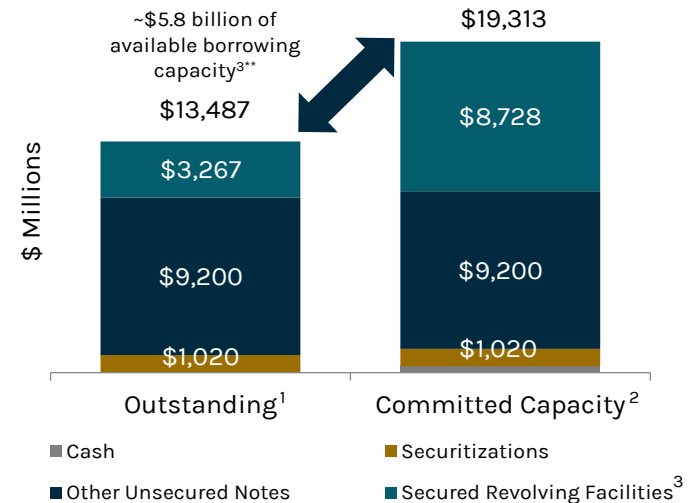 ~$5.8 billion of
available borrowing
capacity3**
$19,313
$13,487
$8,728
$3,267
$ Millions
$9,200
$9,200
$1,020
$1,020
Outstanding1
Committed Capacity2
Cash
Securitizations
Other Unsecured Notes
Secured Revolving Facilities3